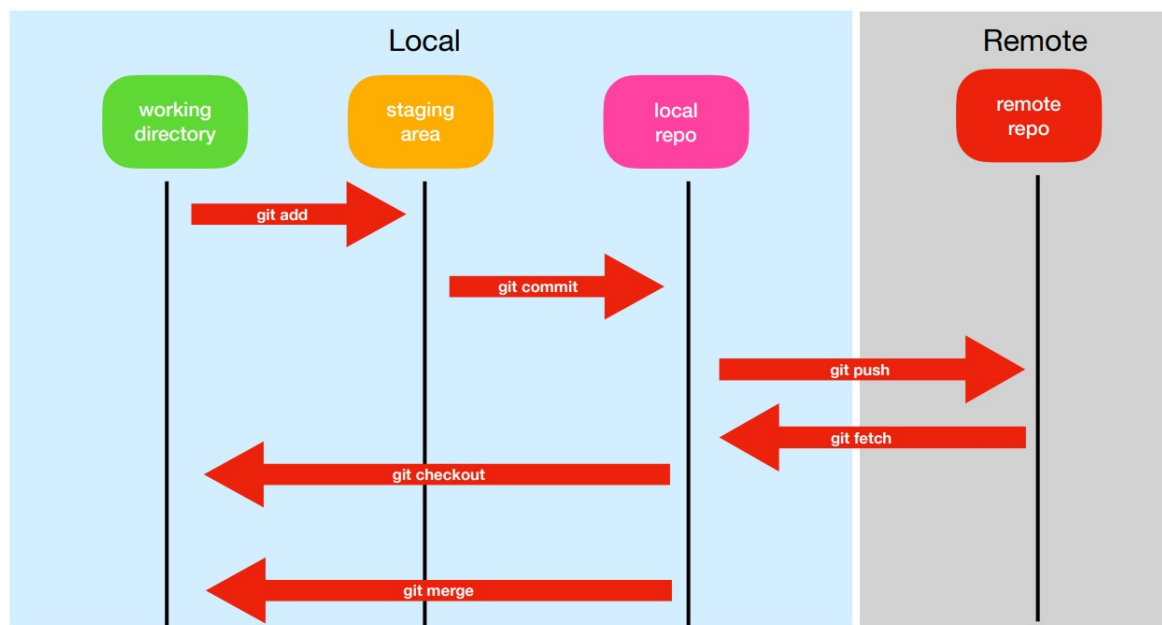 Local
Remote
working
directory
staging
area
local
repo
remote
repo
git add
git commit
git push
git fetch
git checkout
git merge